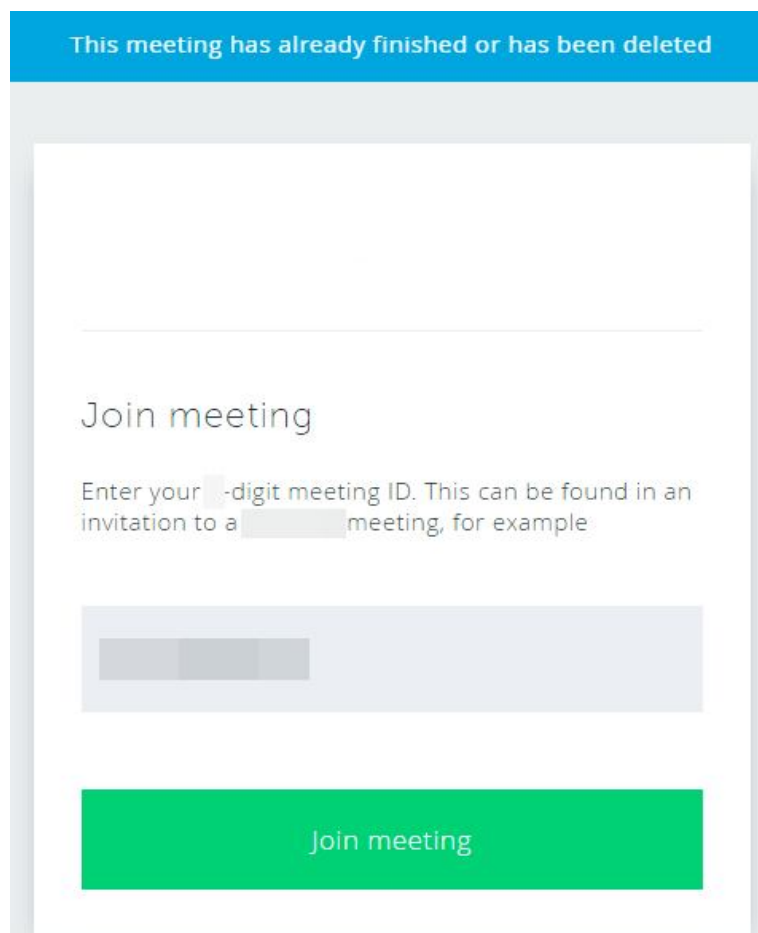 This meeting has already finished or has been deleted
Join meeting
Enter your -digit meeting ID. This can be found in an
invitation to a meeting, for example
Join meeting